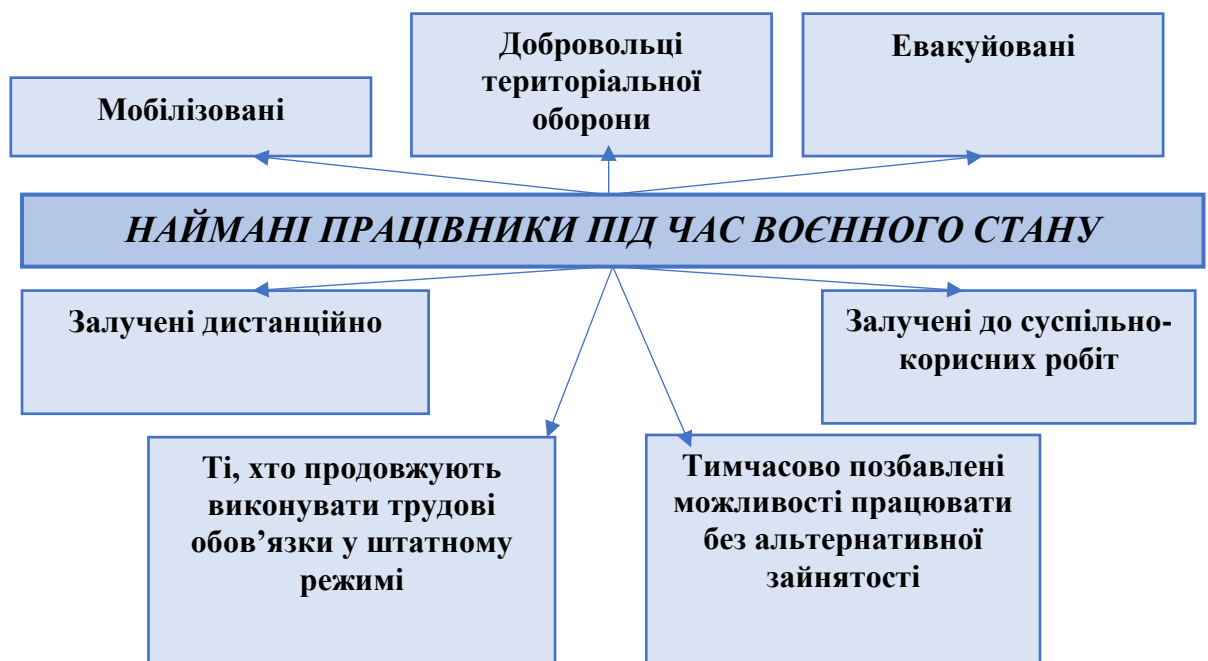 Мобілізовані
Добровольці
територіальної
оборони
Евакуйовані
НАЙМАНІ ПРАЦІВНИКИ ПІД ЧАС ВОЄННОГО СТАНУ
Залучені дистанційно
Залучені до суспільно-
корисних робіт
Ті, хто продовжують
виконувати трудові
обов’язки у штатному
режимі
Тимчасово позбавлені
можливості працювати
без альтернативної
зайнятості